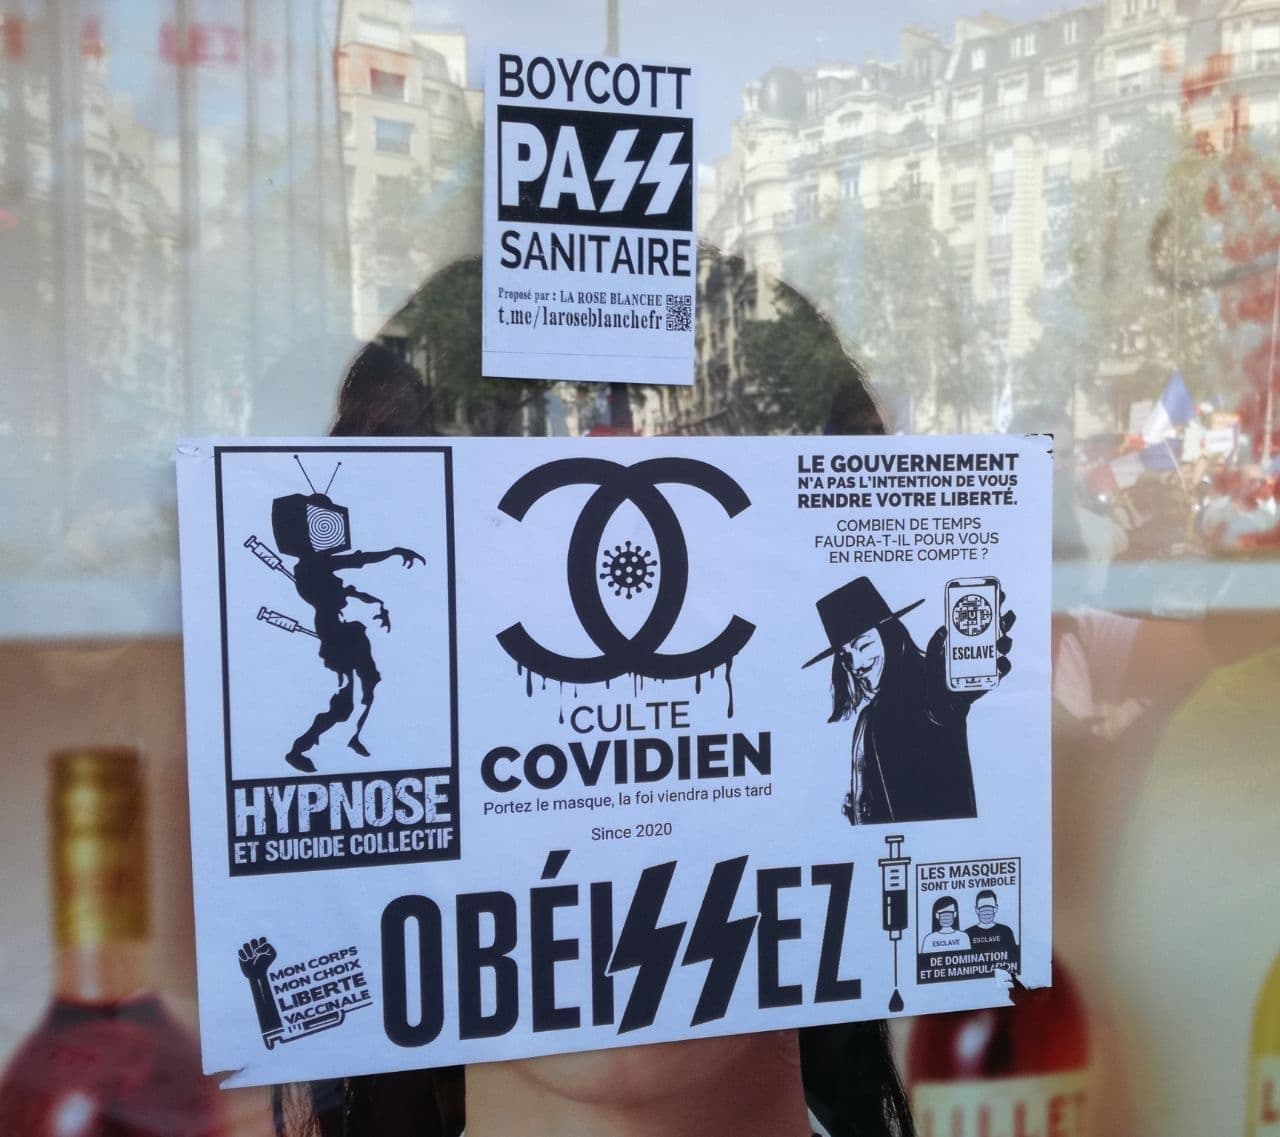 BOYCOTT
PASS
SANITAIRE
Proposé par : LA ROSE BLANCHE
t.me/laroseblanchefr
HYPNOSE
ET SUICIDE COLLECTIF
CULTE
COVIDIEN
Portez le masque, la foi viendra plus tard
Since 2020
LE GOUVERNEMENT
N'A PAS L'INTENTION DE VOUS
RENDRE VOTRE LIBERTÉ.
COMBIEN DE TEMPS
FAUDRA-T-IL POUR VOUS
EN RENDRE COMPTE ?
ESCLAVE
MON CORPS
MON CHOIX
LIBERTÉ
VACCINALE
OBÉISSEZ
LES MASQUES
SONT UN SYMBOLE
ESCLAVE ESCLAVE
DE DOMINATION
ET DE MANIPULATION
LILLET